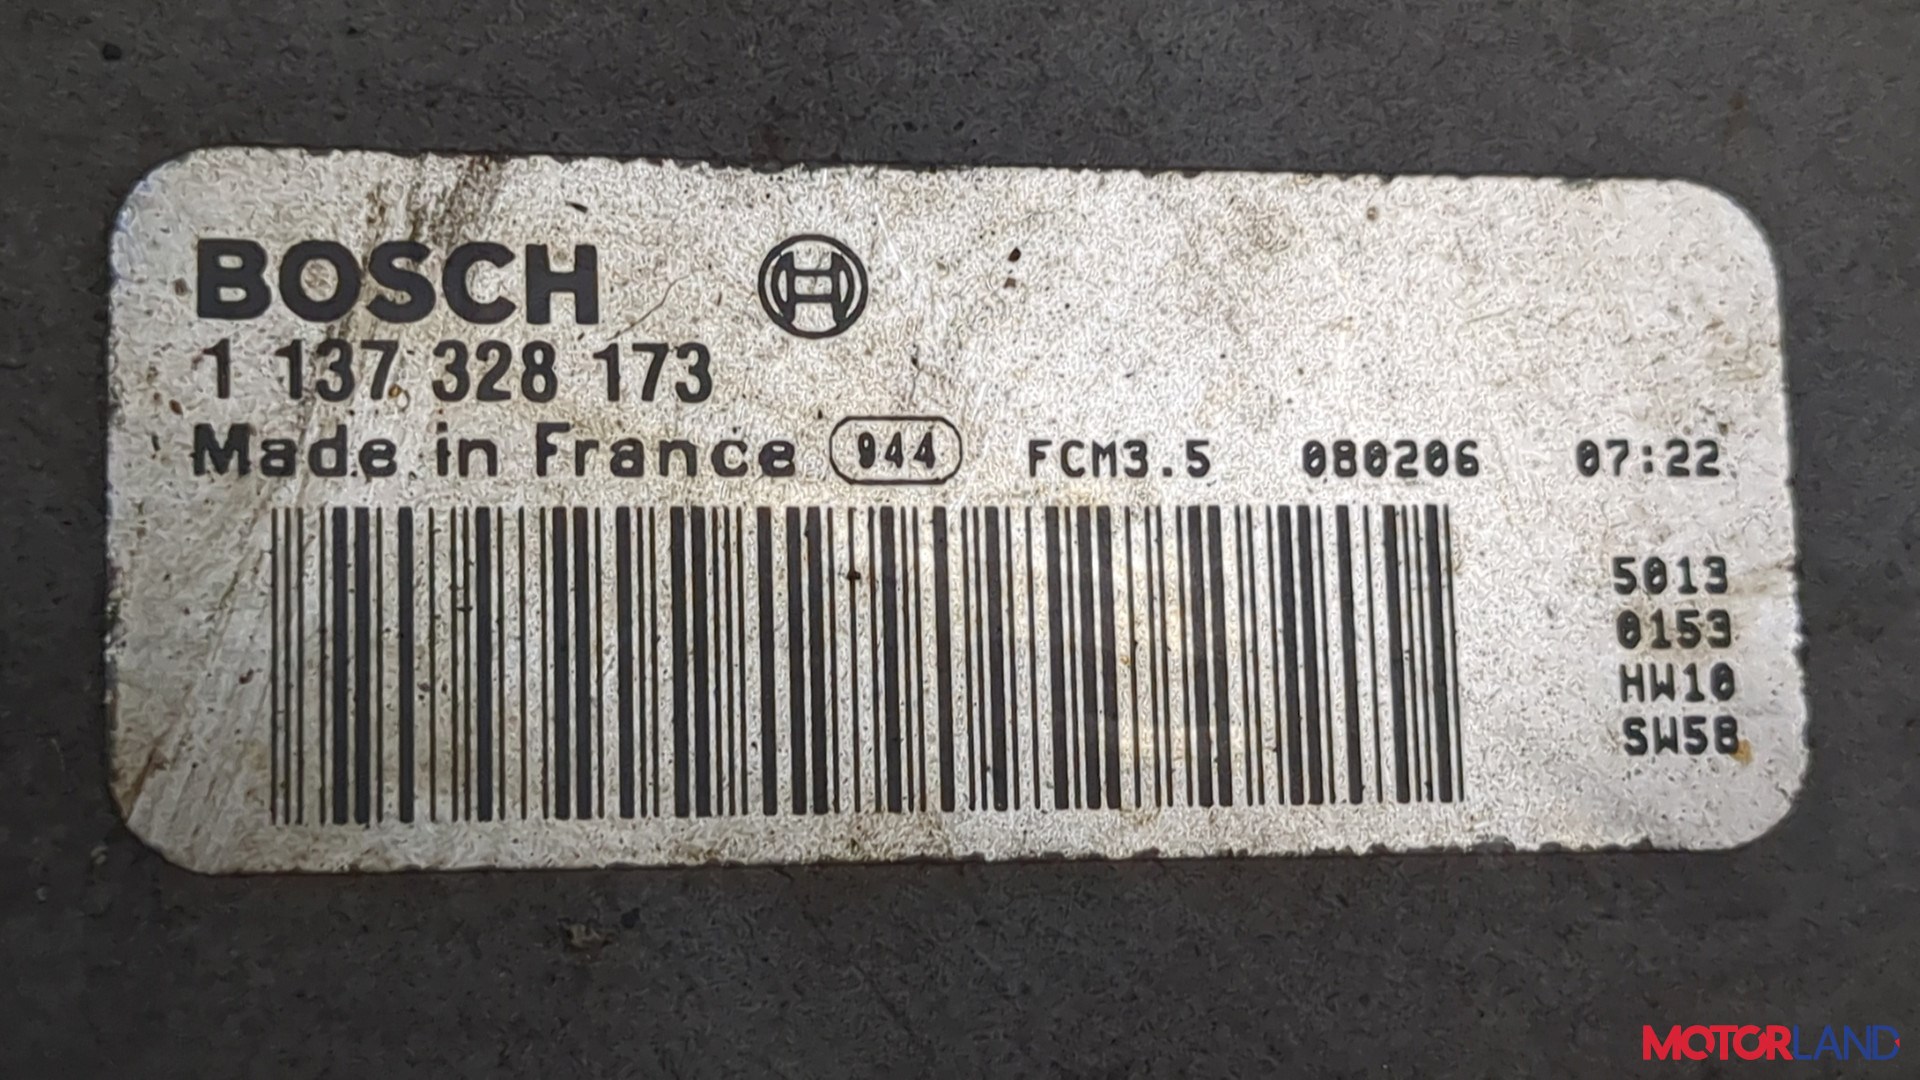 BOSCH
1 137 328 173
Made in France 944 FCM3.5 080206 07:22
5013
0153
HW10
SW58
MOTORLAND